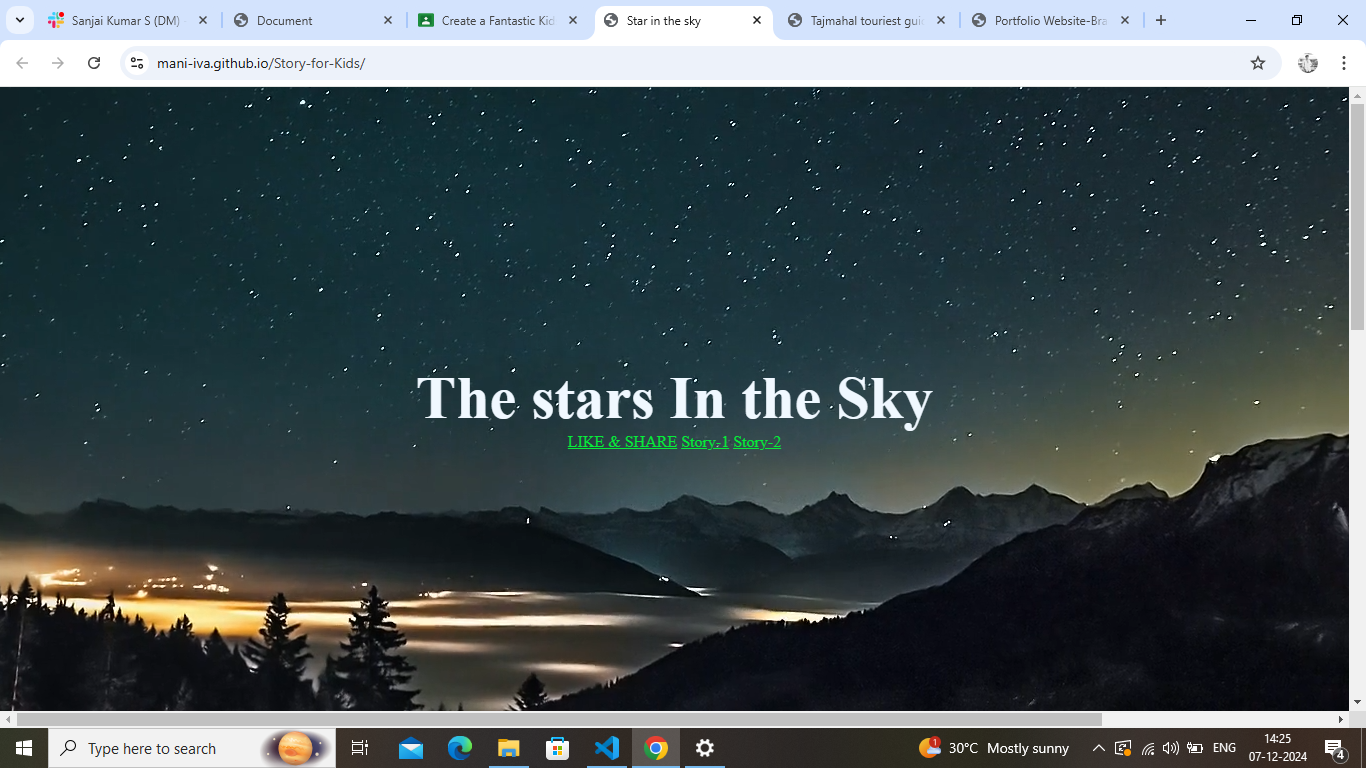 Sanjai Kumar S (DM)
Document
Create a Fantastic Kid
Star in the sky
Tajmahal touriest guid
Portfolio Website-Bra
mani-iva.github.io/Story-for-Kids/
The stars In the Sky
LIKE & SHARE Story-1 Story-2
Type here to search
1
30°C Mostly sunny
ENG
14:25
07-12-2024
4